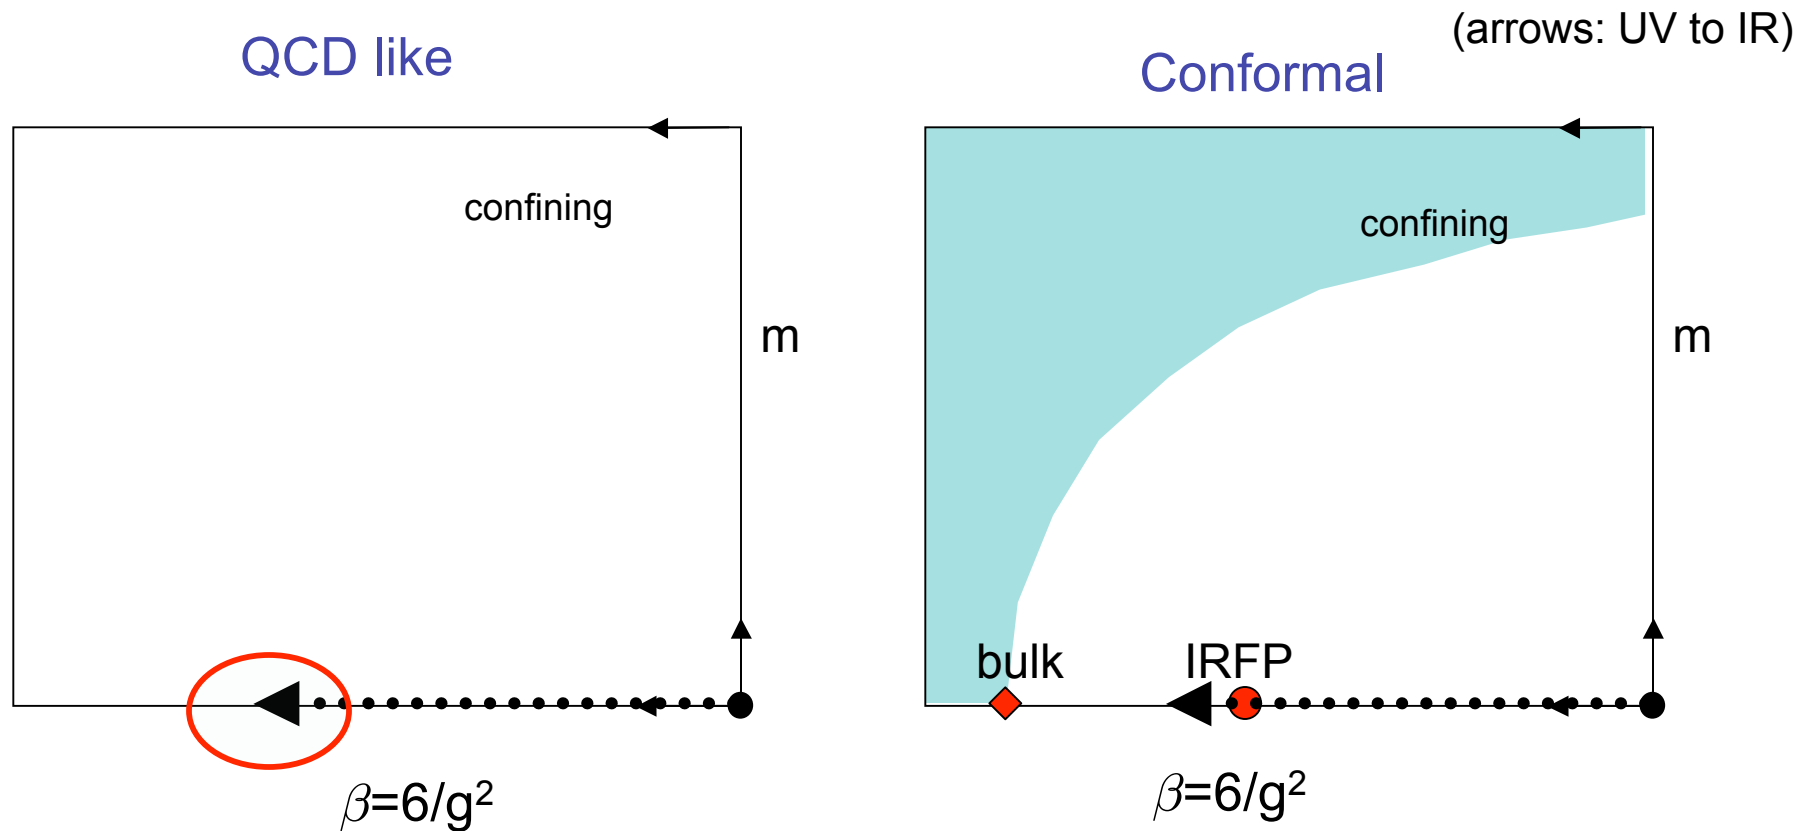 (arrows: UV to IR)
QCD like
Conformal
confining
confining
m
m
bulk
IRFP
β=6/g²
β=6/g²